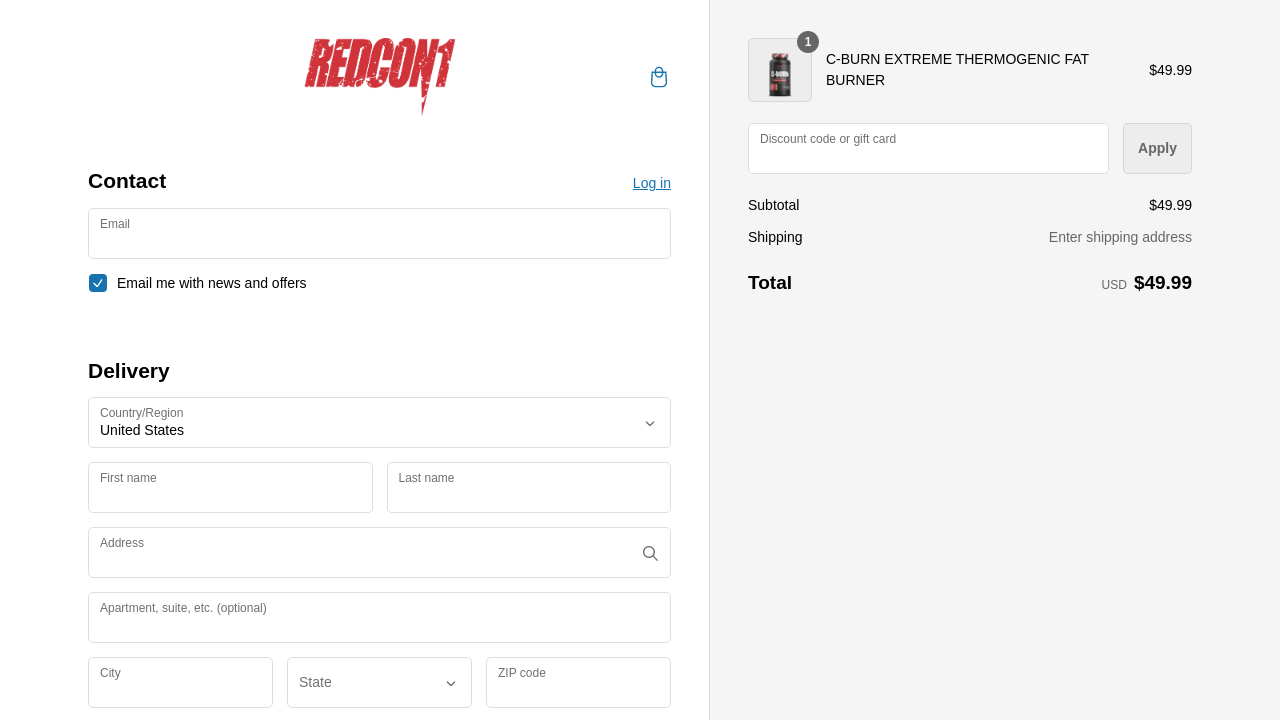 REDCON1
Contact
Log in
Email
Email me with news and offers
Delivery
Country/Region
United States
First name
Last name
Address
Apartment, suite, etc. (optional)
City
State
ZIP code
1
C-BURN
C-BURN EXTREME THERMOGENIC FAT
BURNER
$49.99
Discount code or gift card
Apply
Subtotal
$49.99
Shipping
Enter shipping address
Total
USD $49.99